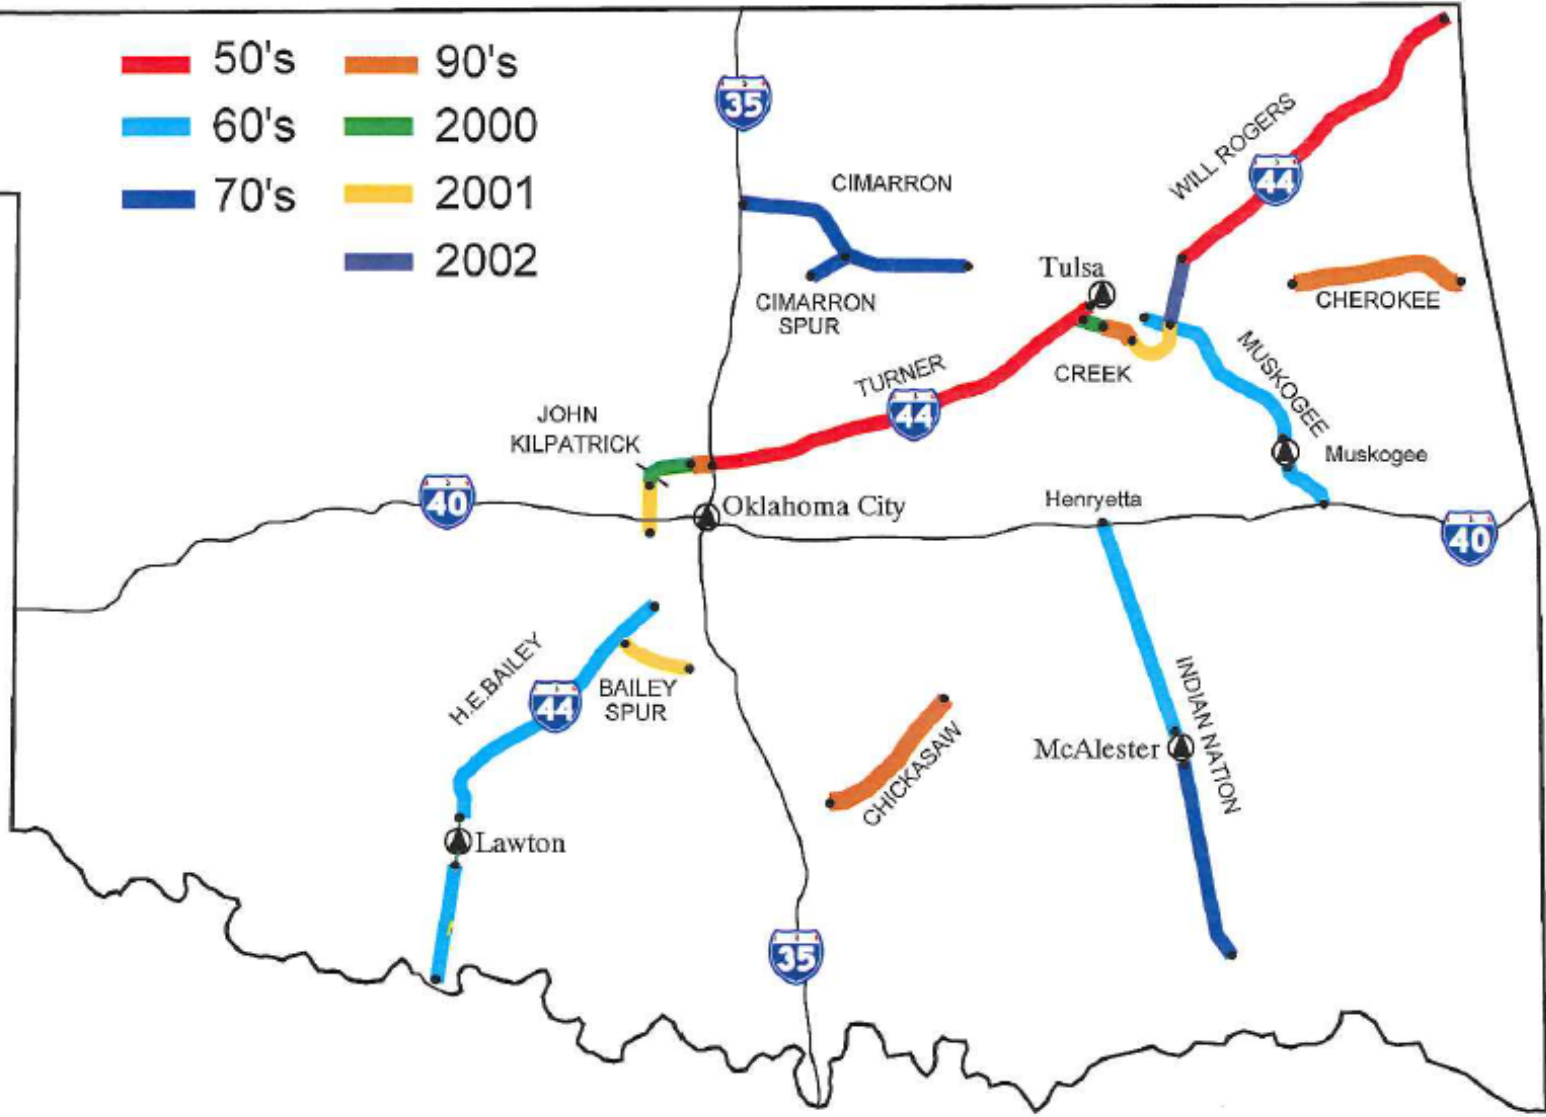 50's
90's
60's
2000
70's
2001
2002
35
CIMARRON
CIMARRON
SPUR
WILL ROGERS
44
Tulsa
CHEROKEE
CREEK
MUSKOGEE
Muskogee
TURNER
44
JOHN
KILPATRICK
40
Oklahoma City
Henryetta
40
H.E.BAILEY
44
BAILEY
SPUR
CHICKASAW
McAlester
INDIAN NATION
Lawton
35